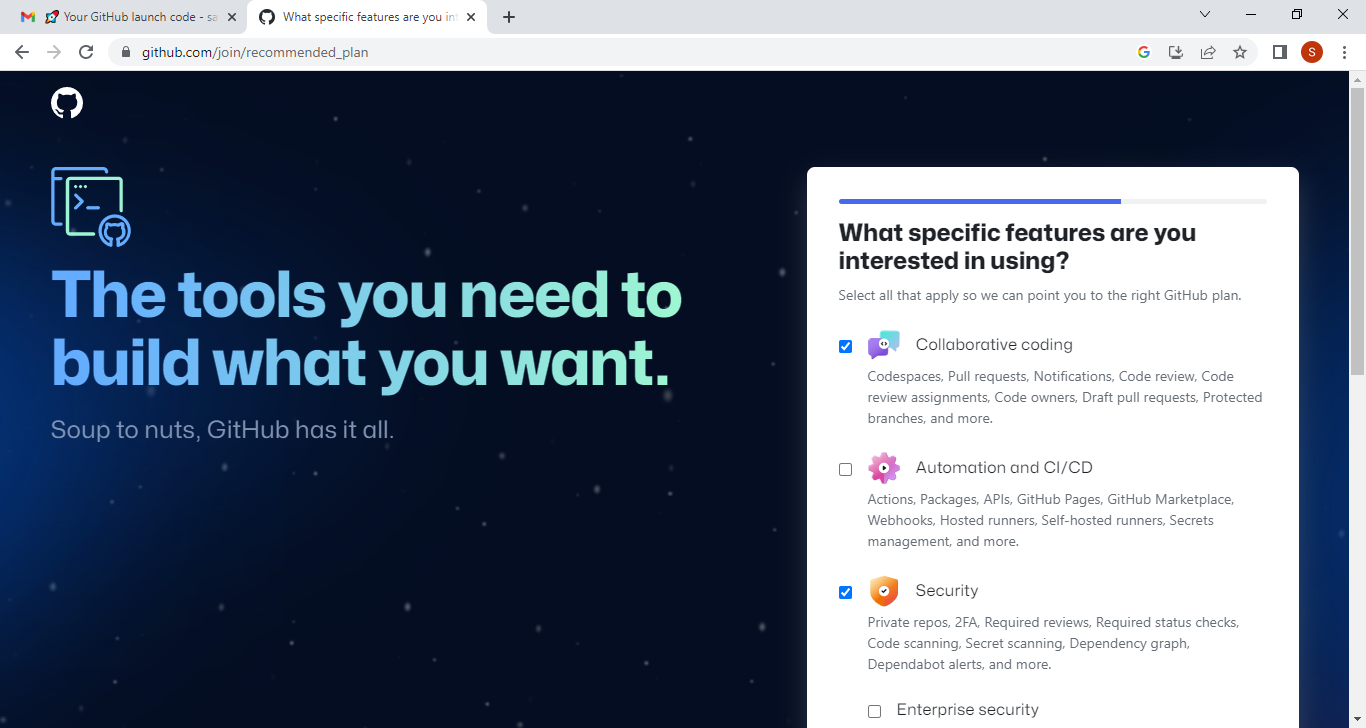 Your GitHub launch code - sa
What specific features are you int
github.com/join/recommended_plan
S
The tools you need to
build what you want.
Soup to nuts, GitHub has it all.
What specific features are you
interested in using?
Select all that apply so we can point you to the right GitHub plan.
Collaborative coding
Codespaces, Pull requests, Notifications, Code review, Code
review assignments, Code owners, Draft pull requests, Protected
branches, and more.
Automation and CI/CD
Actions, Packages, APIs, GitHub Pages, GitHub Marketplace,
Webhooks, Hosted runners, Self-hosted runners, Secrets
management, and more.
Security
Private repos, 2FA, Required reviews, Required status checks,
Code scanning, Secret scanning, Dependency graph,
Dependabot alerts, and more.
Enterprise security